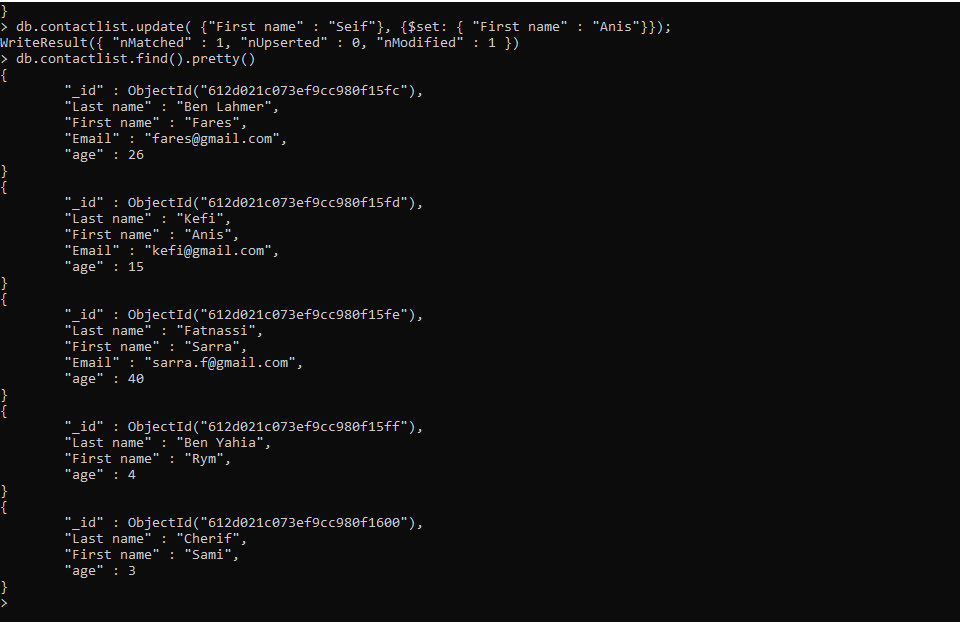 }
> db.contactlist.update( {"First name" : "Seif"}, {$set: { "First name" : "Anis"}});
WriteResult({ "nMatched" : 1, "nUpserted" : 0, "nModified" : 1 })
> db.contactlist.find().pretty()
{
        "_id" : ObjectId("612d021c073ef9cc980f15fc"),
        "Last name" : "Ben Lahmer",
        "First name" : "Fares",
        "Email" : "fares@gmail.com",
        "age" : 26
}
{
        "_id" : ObjectId("612d021c073ef9cc980f15fd"),
        "Last name" : "Kefi",
        "First name" : "Anis",
        "Email" : "kefi@gmail.com",
        "age" : 15
}
{
        "_id" : ObjectId("612d021c073ef9cc980f15fe"),
        "Last name" : "Fatnassi",
        "First name" : "Sarra",
        "Email" : "sarra.f@gmail.com",
        "age" : 40
}
{
        "_id" : ObjectId("612d021c073ef9cc980f15ff"),
        "Last name" : "Ben Yahia",
        "First name" : "Rym",
        "age" : 4
}
{
        "_id" : ObjectId("612d021c073ef9cc980f1600"),
        "Last name" : "Cherif",
        "First name" : "Sami",
        "age" : 3
}
>